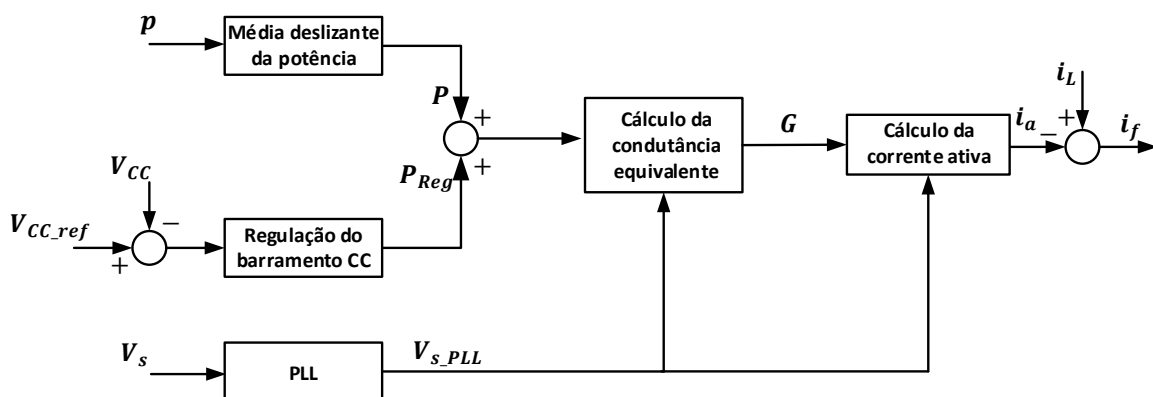 p
Média deslizante
da potência
P
+
+
P_Reg
V_CC
−
V_CC_ref
+
Regulação do
barramento CC
V_s
PLL
V_s_PLL
Cálculo da
condutância
equivalente
G
Cálculo da
corrente ativa
i_a
−
+
i_L
i_f